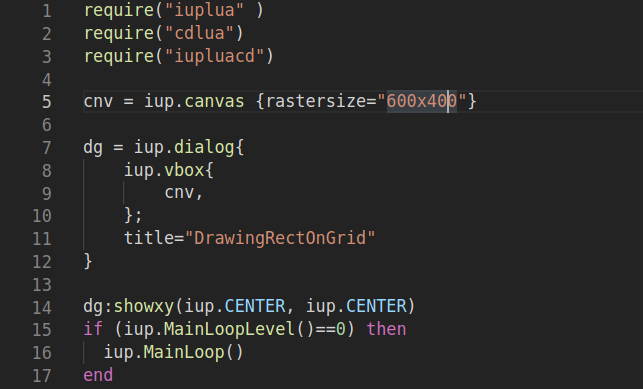 1 require("iuplua" )
2 require("cdlua")
3 require("iupluacd")
4
5 cnv = iup.canvas {rastersize="600x400"}
6
7 dg = iup.dialog{
8     iup.vbox{
9         cnv,
10     };
11     title="DrawingRectOnGrid"
12 }
13
14 dg:showxy(iup.CENTER, iup.CENTER)
15 if (iup.MainLoopLevel()==0) then
16   iup.MainLoop()
17 end